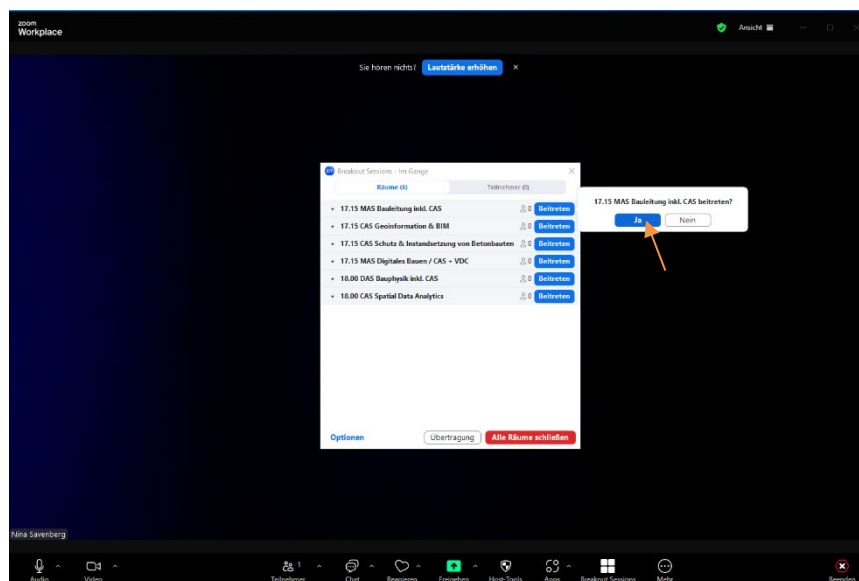 zoom
Workplace
Ansicht
Sie hören nichts? Lautstärke erhöhen ×
Breakout Sessions - Im Gange
Räume (6) Teilnehmer (0)
17.15 MAS Bauleitung inkl. CAS 0 Beitreten
17.15 CAS Geoinformation & BIM 0 Beitreten
17.15 CAS Schutz & Instandsetzung von Betonbauten 0 Beitreten
17.15 MAS Digitales Bauen / CAS + VDC 0 Beitreten
18.00 DAS Bauphysik inkl. CAS 0 Beitreten
18.00 CAS Spatial Data Analytics 0 Beitreten
Optionen Übertragung Alle Räume schließen
17.15 MAS Bauleitung inkl. CAS beitreten?
Ja Nein
Nina Savenberg
1
Audio Video Teilnehmer Chat Reagieren Freigeben Host-Tools Apps Breakout Sessions Mehr Beenden